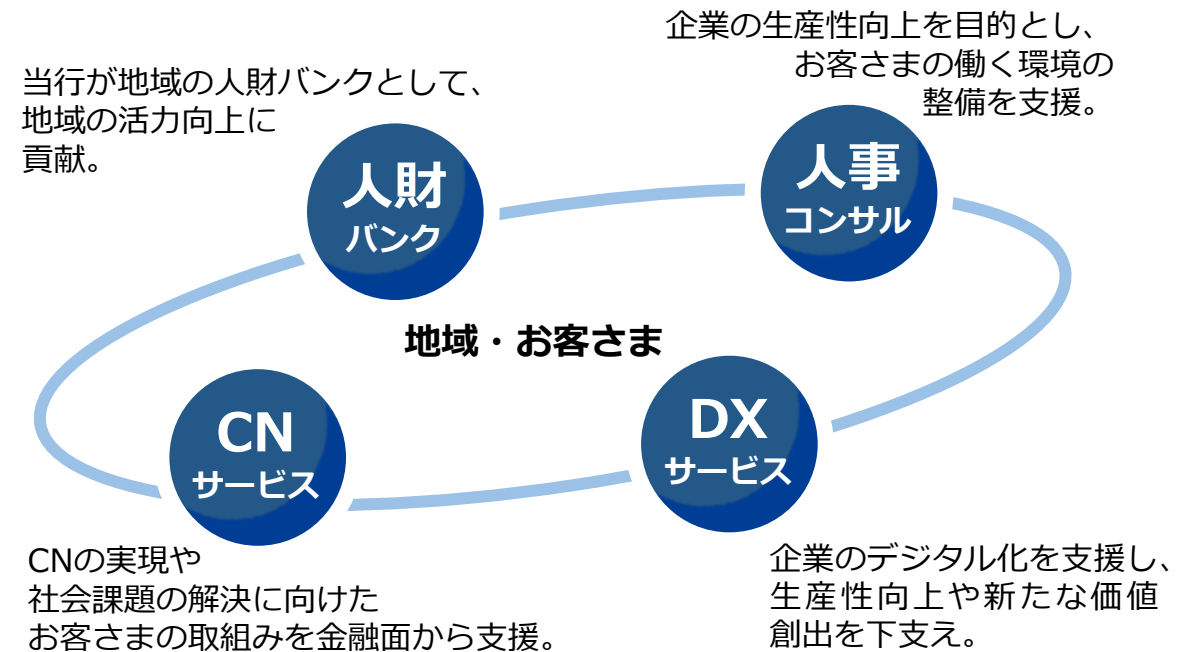 当行が地域の人財バンクとして、
地域の活力向上に
貢献。
人財
バンク
企業の生産性向上を目的とし、
お客さまの働く環境の
整備を支援。
人事
コンサル
地域・お客さま
CN
サービス
CNの実現や
社会課題の解決に向けた
お客さまの取組みを金融面から支援。
DX
サービス
企業のデジタル化を支援し、
生産性向上や新たな価値
創出を下支え。